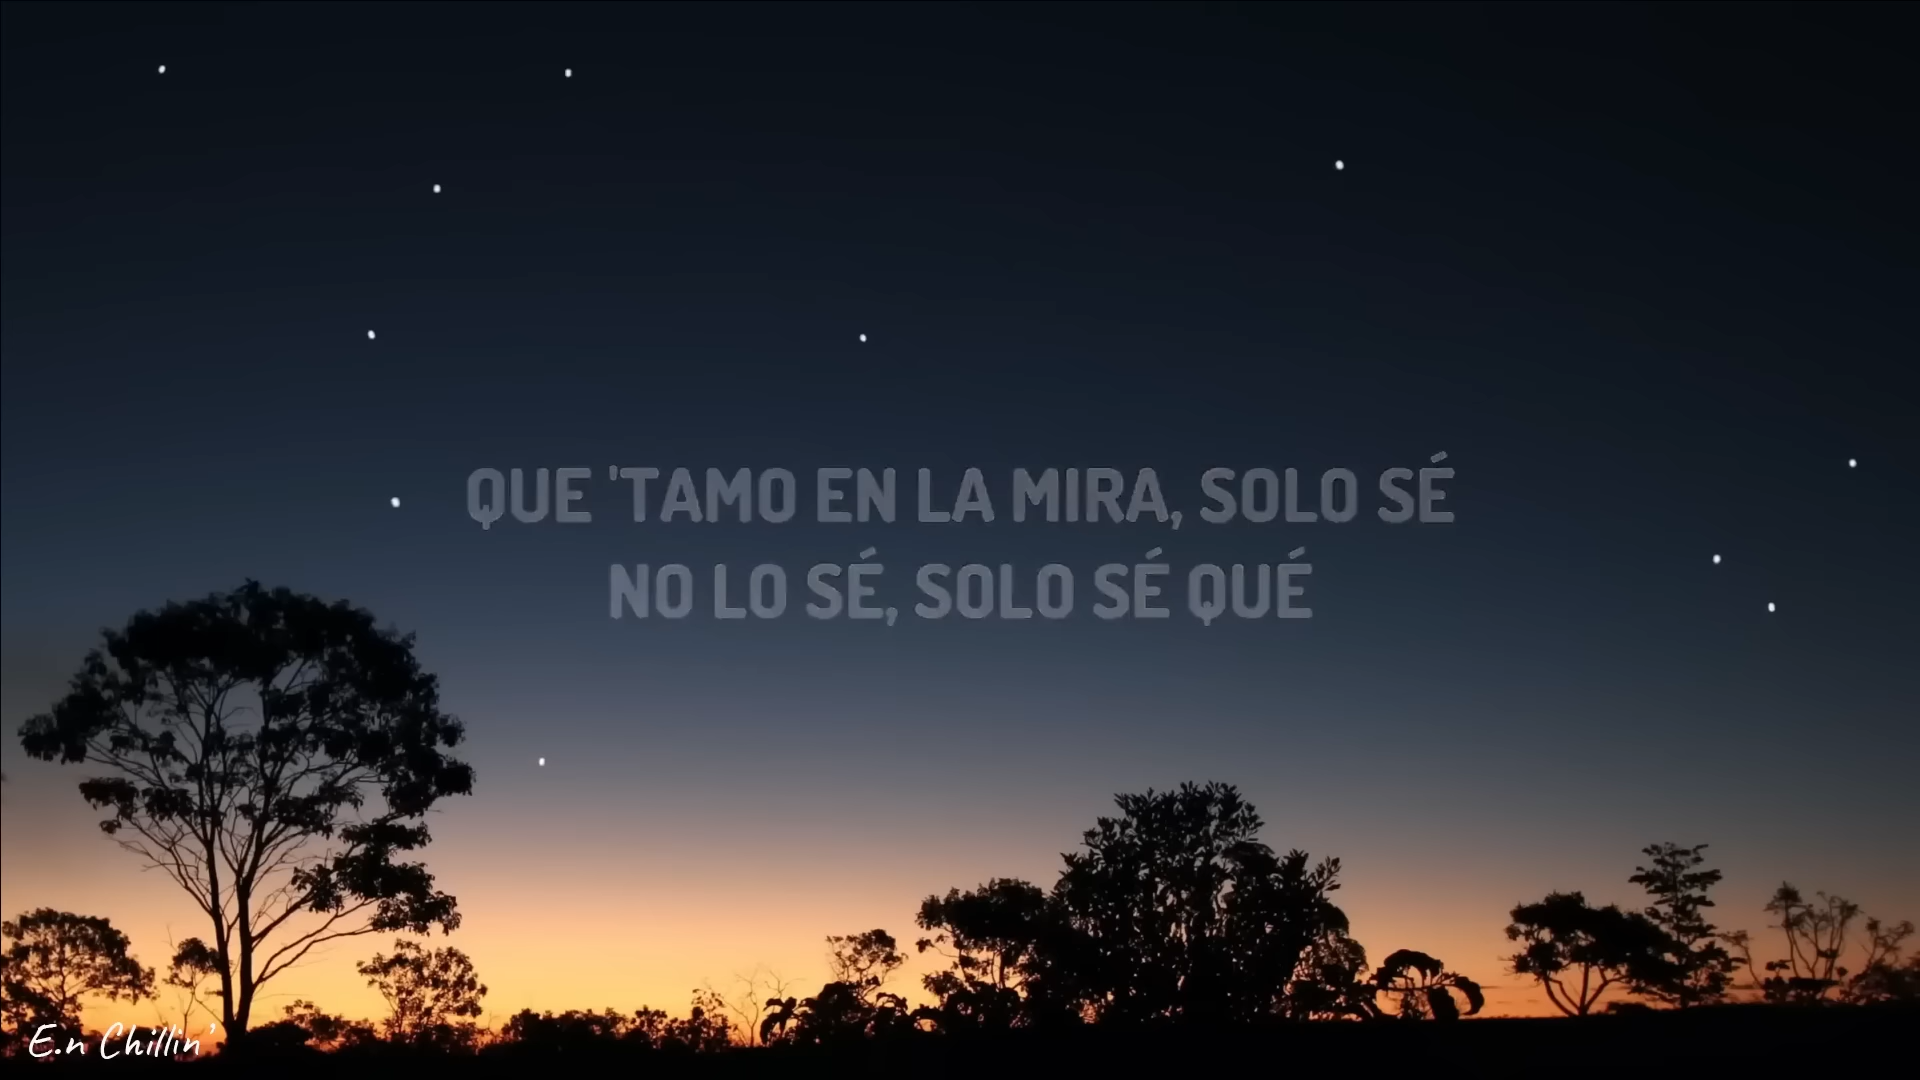 QUE 'TAMO EN LA MIRA, SOLO SÉ
NO LO SÉ, SOLO SÉ QUÉ
E.n Chillin'